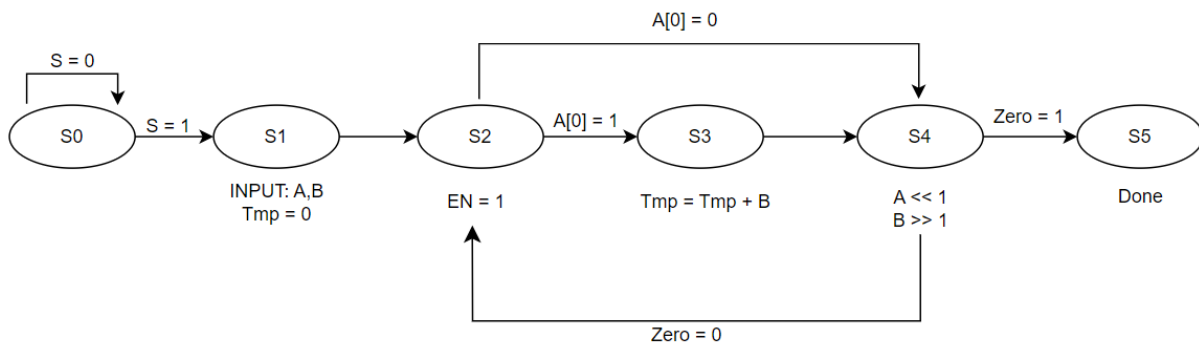 A[0] = 0
S = 0
S0
S = 1
S1
S2
A[0] = 1
S3
S4
Zero = 1
S5
INPUT: A,B
Tmp = 0
EN = 1
Tmp = Tmp + B
A << 1
B >> 1
Done
Zero = 0